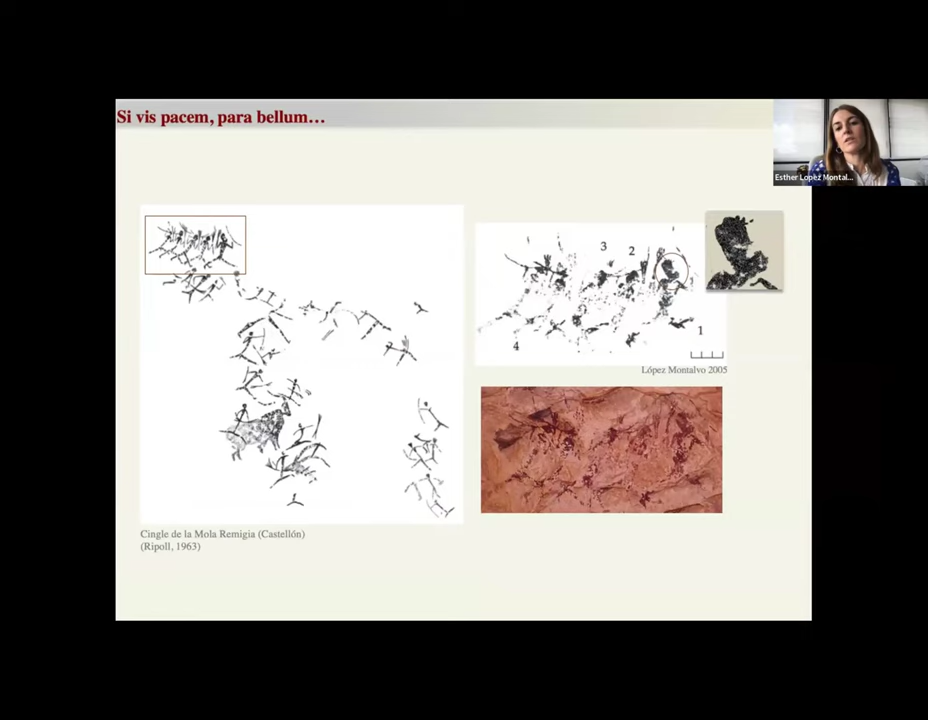 Si vis pacem, para bellum…
Esther Lopez Montal...
3
2
1
4
López Montalvo 2005
Cingle de la Mola Remigia (Castellón)
(Ripoll, 1963)